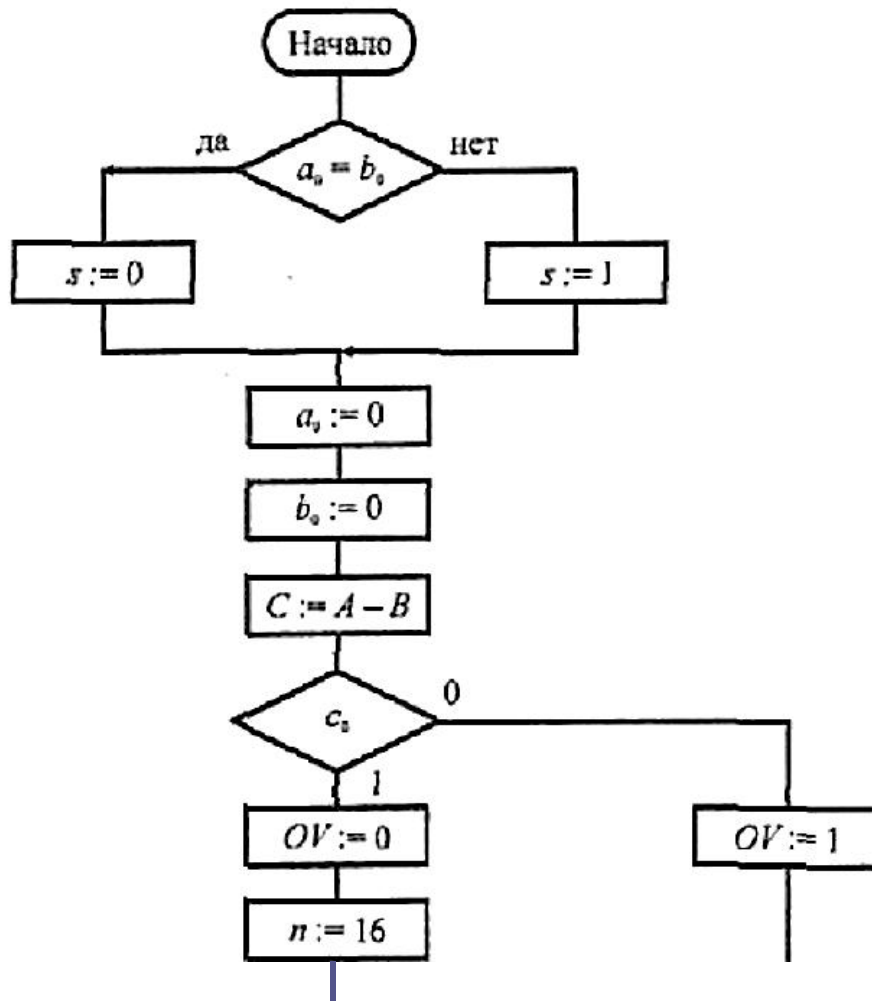 Начало
да
нет
a₀ = b₀
s := 0
s := 1
a₀ := 0
b₀ := 0
C := A – B
0
c₀
1
OV := 0
OV := 1
n := 16